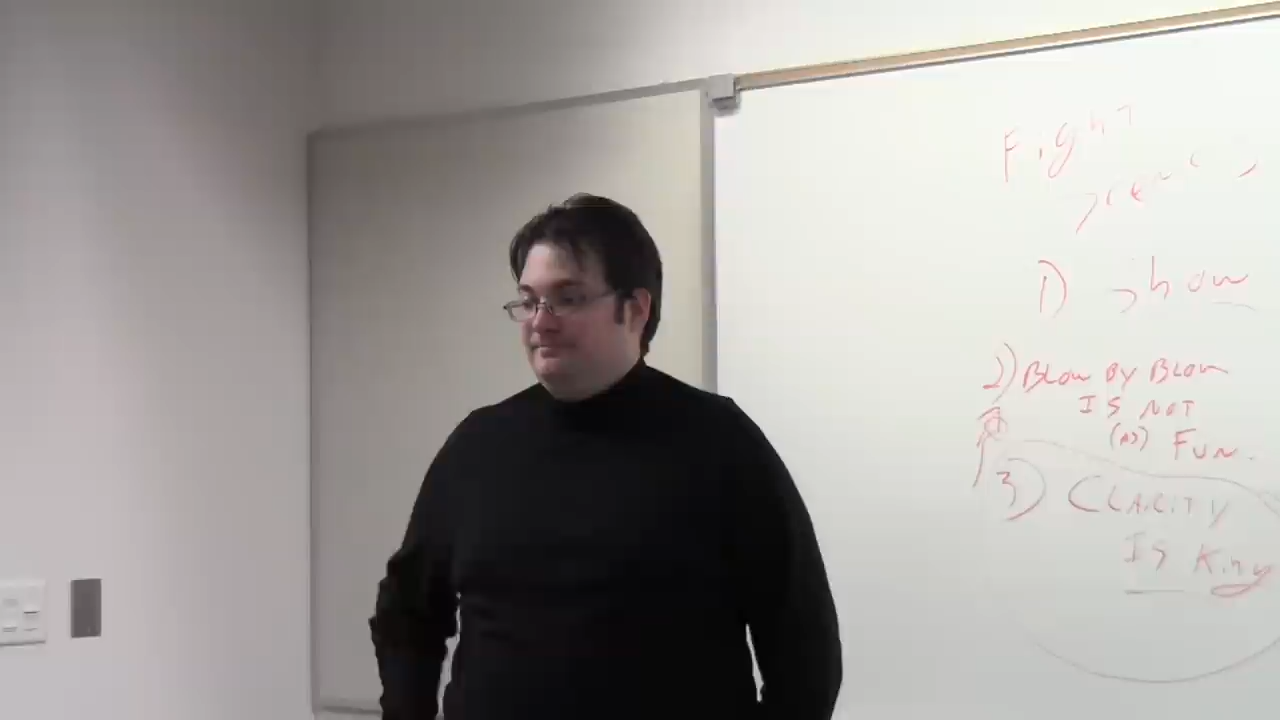 Fight
scenes
1) show
2) Blow by Blow
IS NOT
(AS) FUN.
3) CLARITY
IS King